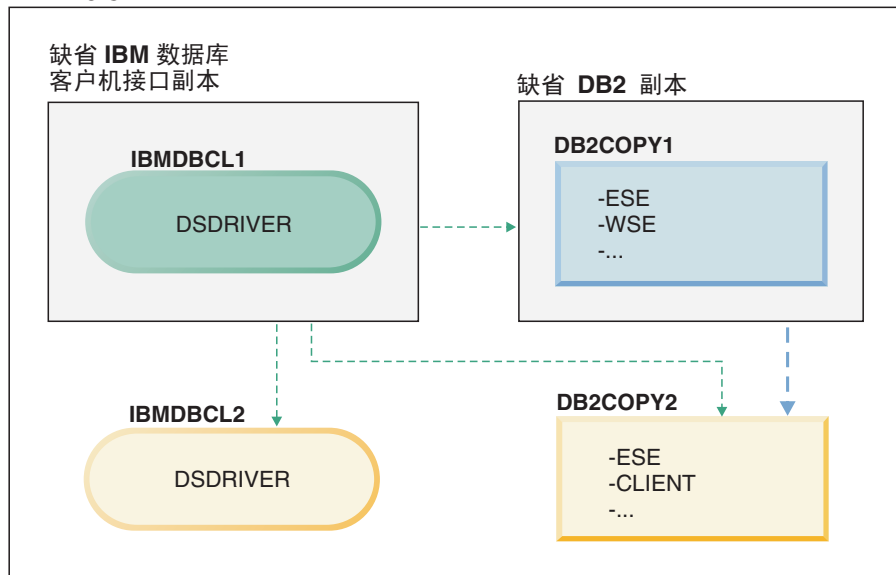 缺省 IBM 数据库
客户机接口副本
IBMDBCL1
DSDRIVER
缺省 DB2 副本
DB2COPY1
-ESE
-WSE
-...
IBMDBCL2
DSDRIVER
DB2COPY2
-ESE
-CLIENT
-...